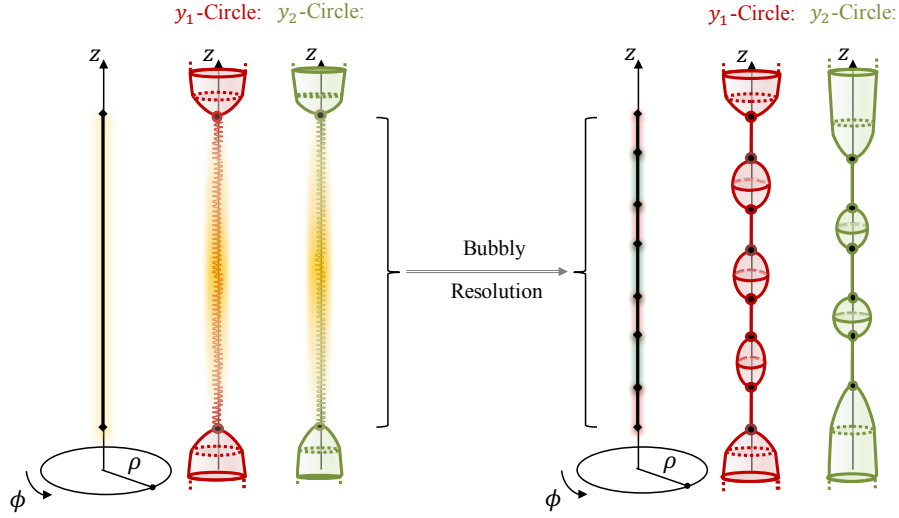 y₁-Circle: y₂-Circle:
y₁-Circle: y₂-Circle:
z z z
z z z
Bubbly
Resolution
ρ
ϕ
ρ
ϕ